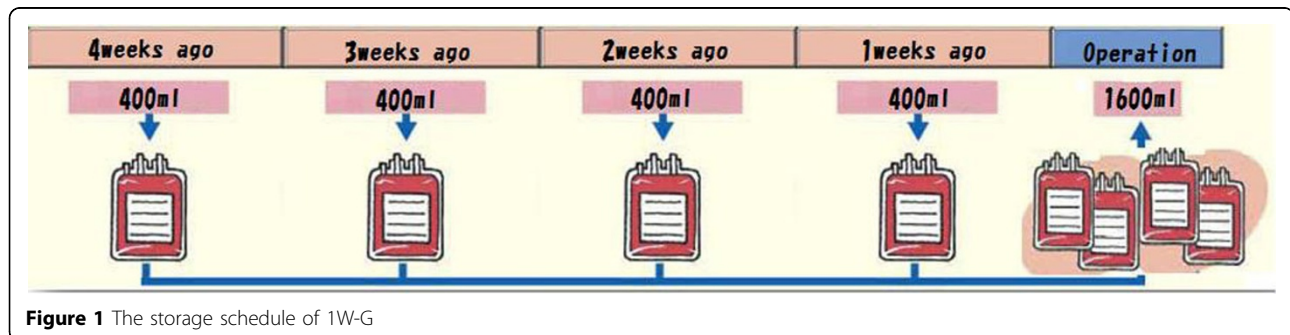 4weeks ago 3weeks ago 2weeks ago 1weeks ago Operation
400ml 400ml 400ml 400ml 1600ml
Figure 1 The storage schedule of 1W-G